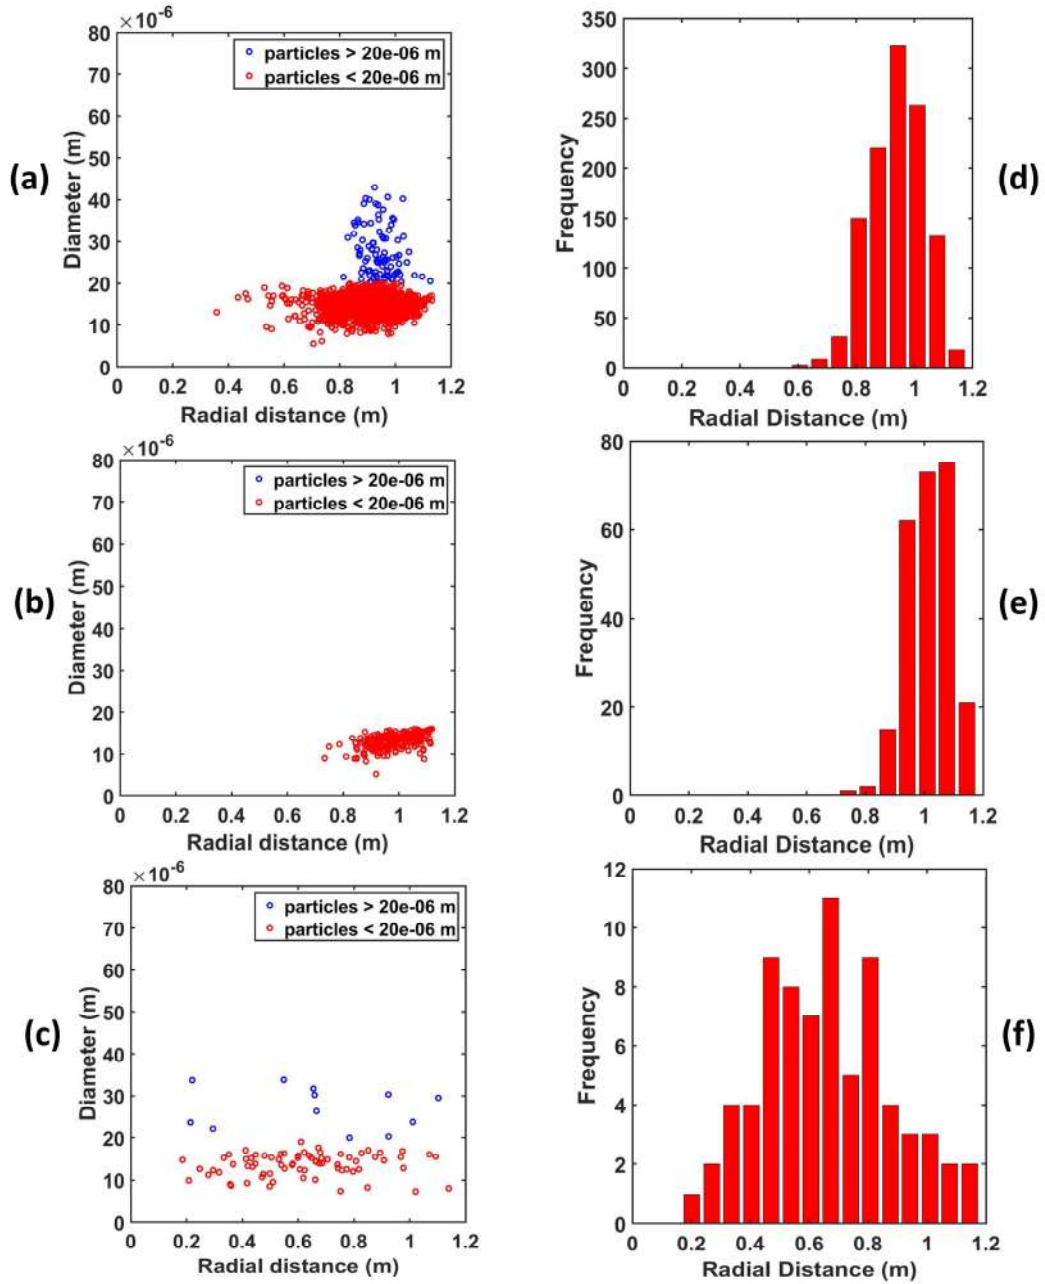 ×10⁻⁶
80
70
60
50
40
30
20
10
0
Diameter (m)
particles > 20e-06 m
particles < 20e-06 m
0 0.2 0.4 0.6 0.8 1 1.2
Radial distance (m)
(a)
350
300
250
200
150
100
50
0
Frequency
0 0.2 0.4 0.6 0.8 1 1.2
Radial Distance (m)
(d)
×10⁻⁶
80
70
60
50
40
30
20
10
0
Diameter (m)
particles > 20e-06 m
particles < 20e-06 m
0 0.2 0.4 0.6 0.8 1 1.2
Radial distance (m)
(b)
80
60
40
20
0
Frequency
0 0.2 0.4 0.6 0.8 1 1.2
Radial Distance (m)
(e)
×10⁻⁶
80
70
60
50
40
30
20
10
0
Diameter (m)
particles > 20e-06 m
particles < 20e-06 m
0 0.2 0.4 0.6 0.8 1 1.2
Radial distance (m)
(c)
12
10
8
6
4
2
0
Frequency
0 0.2 0.4 0.6 0.8 1 1.2
Radial Distance (m)
(f)